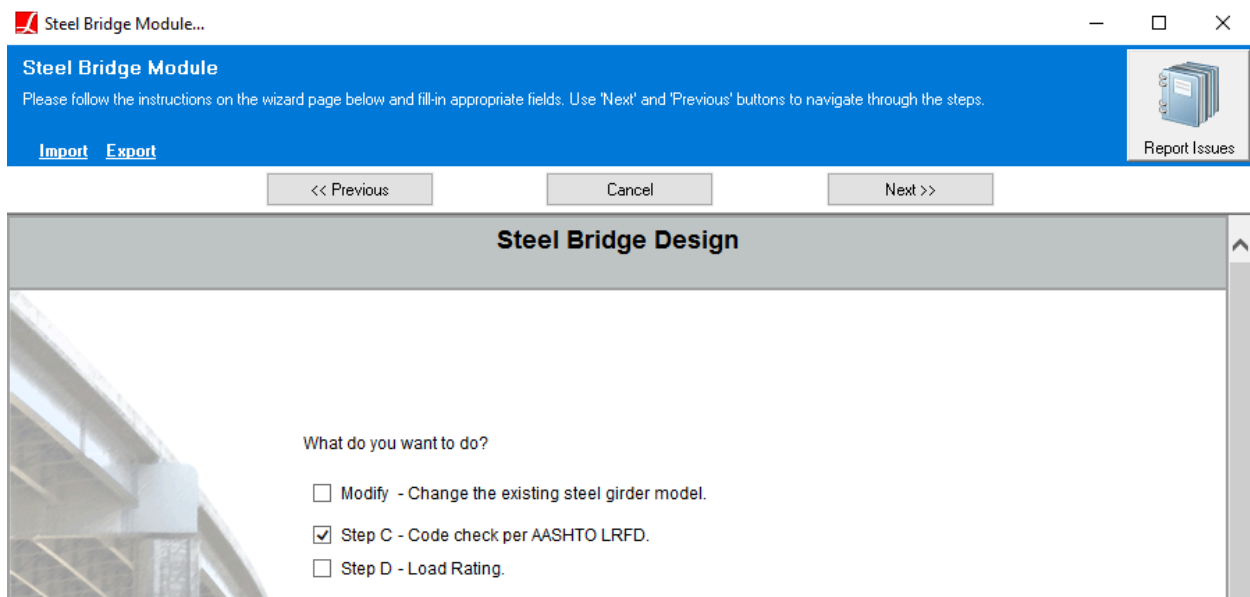 Steel Bridge Module...
Steel Bridge Module
Please follow the instructions on the wizard page below and fill-in appropriate fields. Use 'Next' and 'Previous' buttons to navigate through the steps.
Import Export
Report Issues
<< Previous Cancel Next >>
Steel Bridge Design
What do you want to do?
Modify - Change the existing steel girder model.
Step C - Code check per AASHTO LRFD.
Step D - Load Rating.